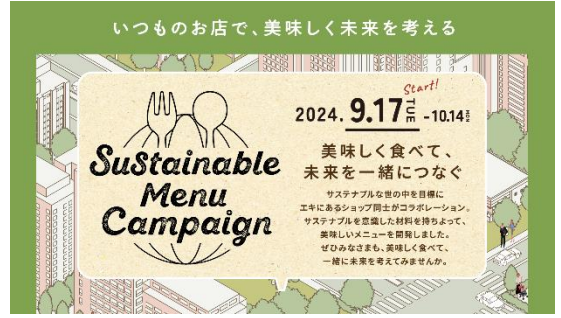 いつものお店で、美味しく未来を考える
Sustainable
Menu
Campaign
Start!
2024. 9.17 TUE -10.14 MON
美味しく食べて、
未来を一緒につなぐ
サステナブルな世の中を目標に
エキにあるショップ同士がコラボレーション。
サステナブルを意識した材料を持ちよって、
美味しいメニューを開発しました。
ぜひみなさまも、美味しく食べて、
一緒に未来を考えてみませんか。